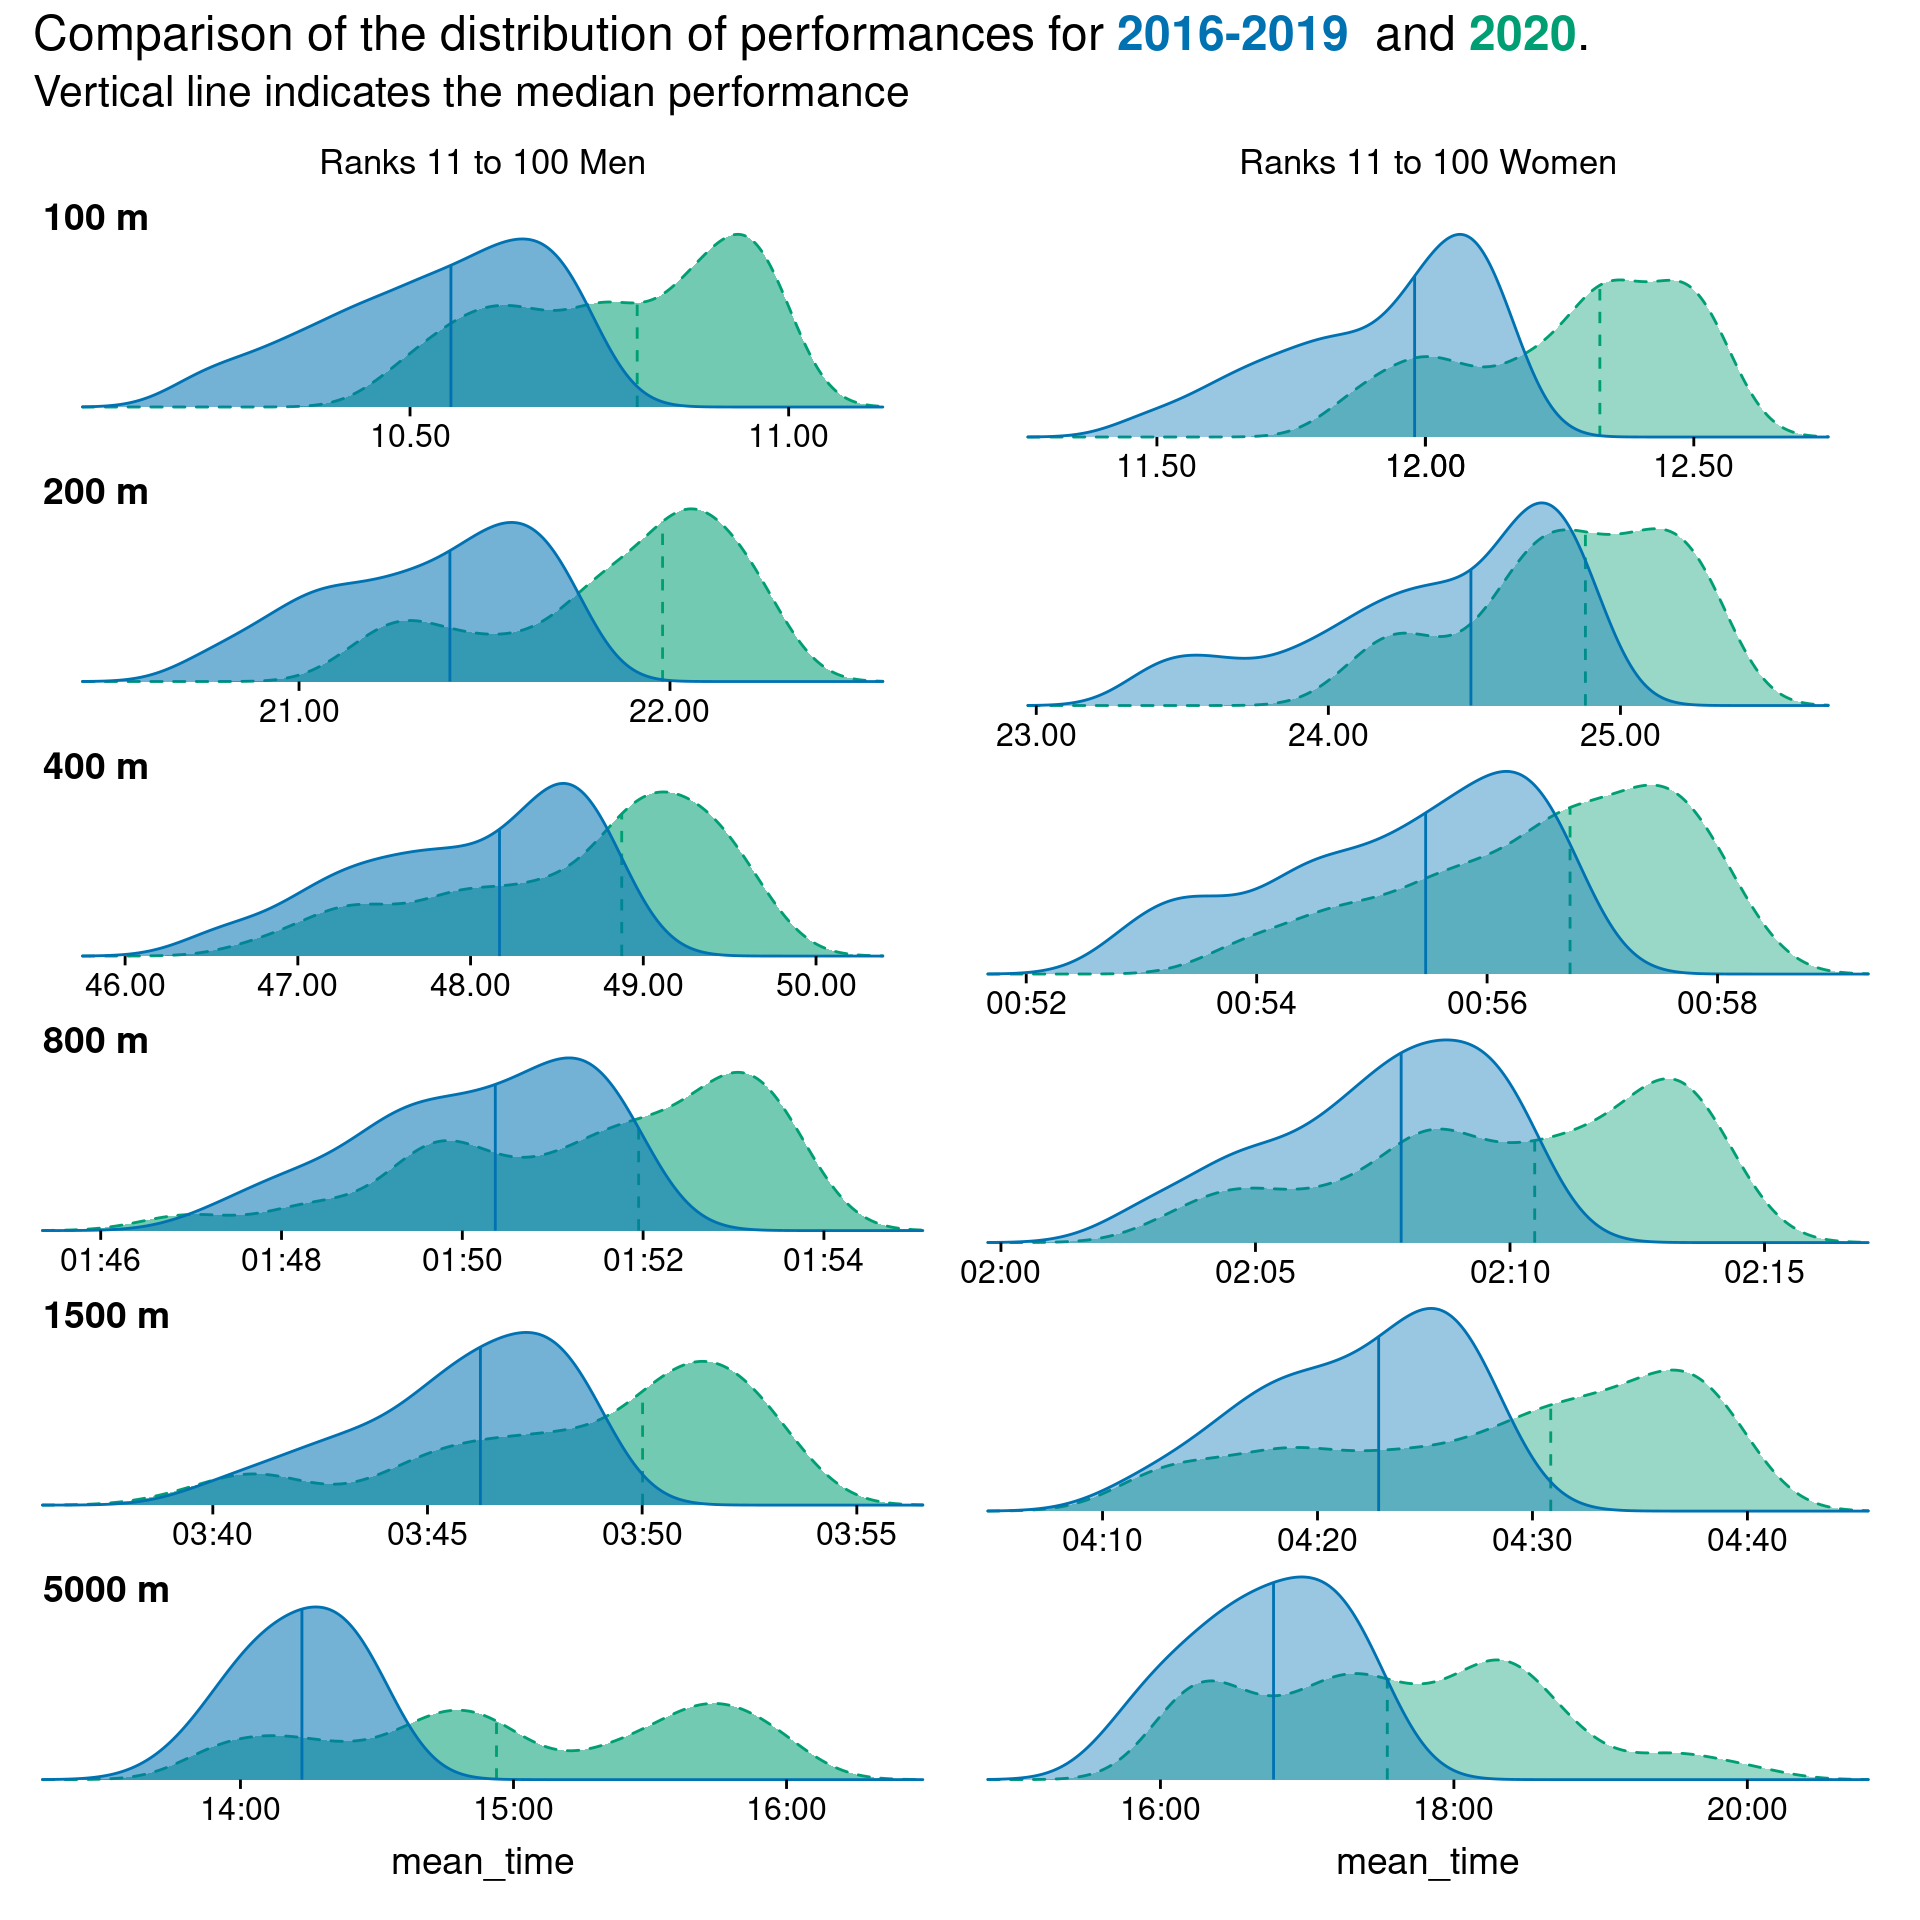 Comparison of the distribution of performances for 2016-2019 and 2020.
Vertical line indicates the median performance
Ranks 11 to 100 Men
Ranks 11 to 100 Women
100 m
10.50 11.00
11.50 12.00 12.50
200 m
21.00 22.00
23.00 24.00 25.00
400 m
46.00 47.00 48.00 49.00 50.00
00:52 00:54 00:56 00:58
800 m
01:46 01:48 01:50 01:52 01:54
02:00 02:05 02:10 02:15
1500 m
03:40 03:45 03:50 03:55
04:10 04:20 04:30 04:40
5000 m
14:00 15:00 16:00
16:00 18:00 20:00
mean_time
mean_time